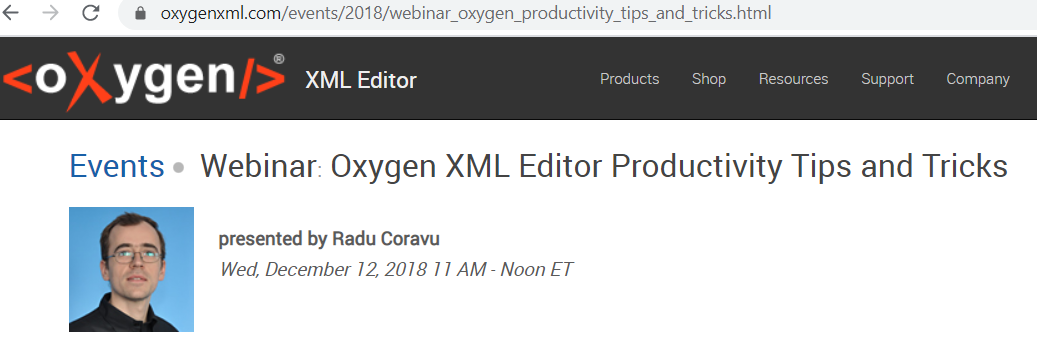 oxygenxml.com/events/2018/webinar_oxygen_productivity_tips_and_tricks.html
<oXygen/>® XML Editor Products Shop Resources Support Company
Events • Webinar: Oxygen XML Editor Productivity Tips and Tricks
presented by Radu Coravu
Wed, December 12, 2018 11 AM - Noon ET